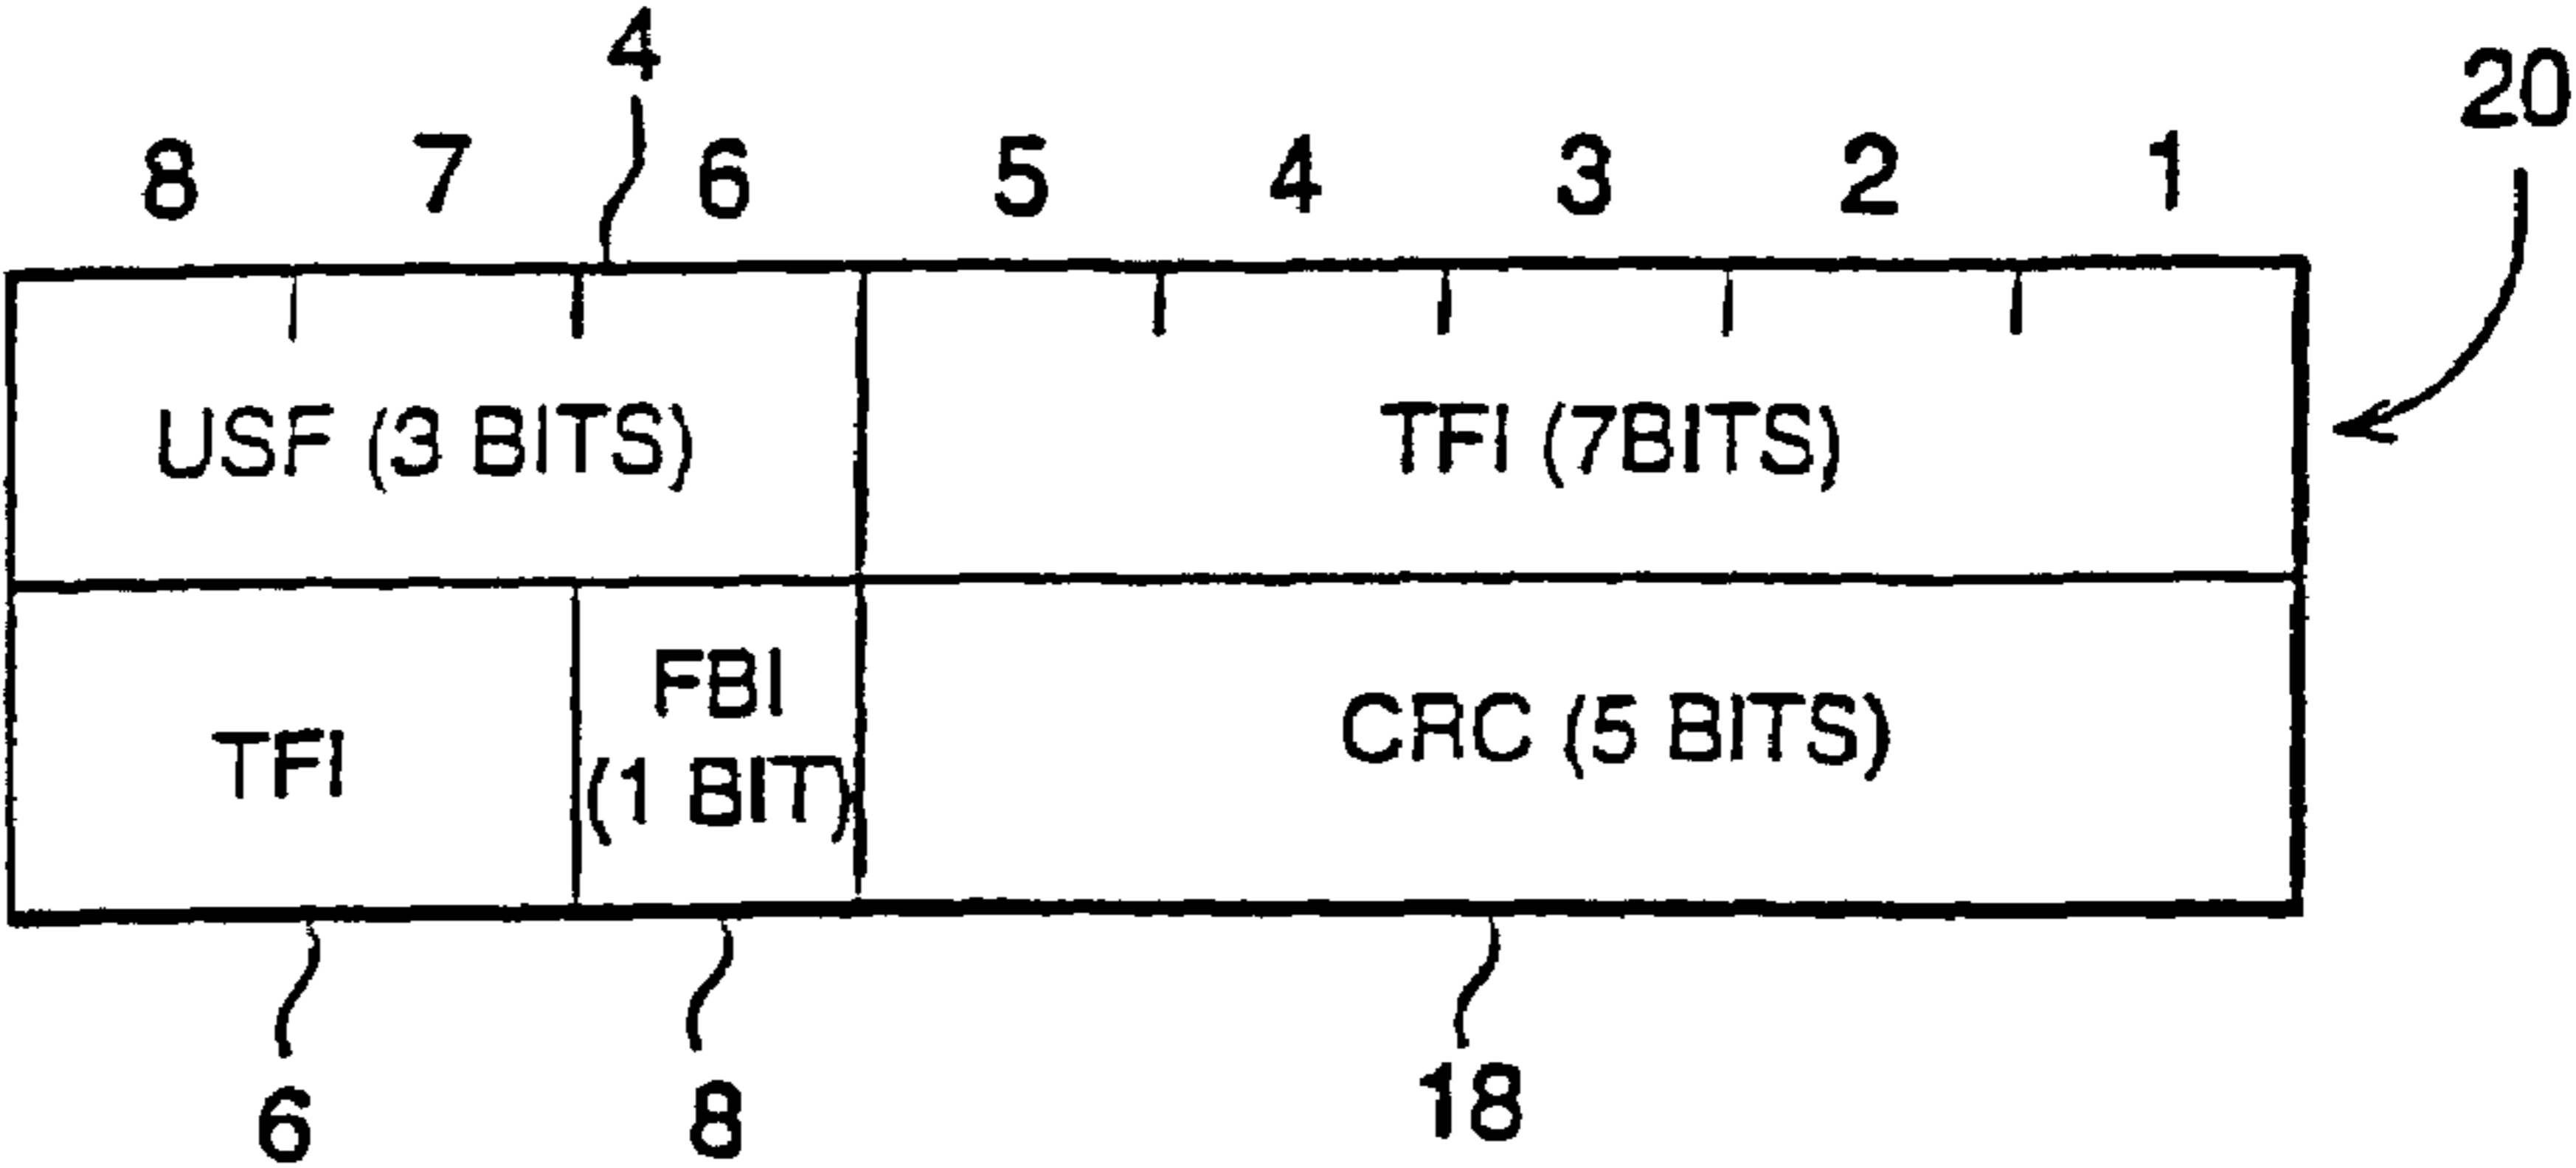 4
20
8 7 6 5 4 3 2 1
USF (3 BITS) TFI (7BITS)
TFI FBI (1 BIT) CRC (5 BITS)
6 8 18